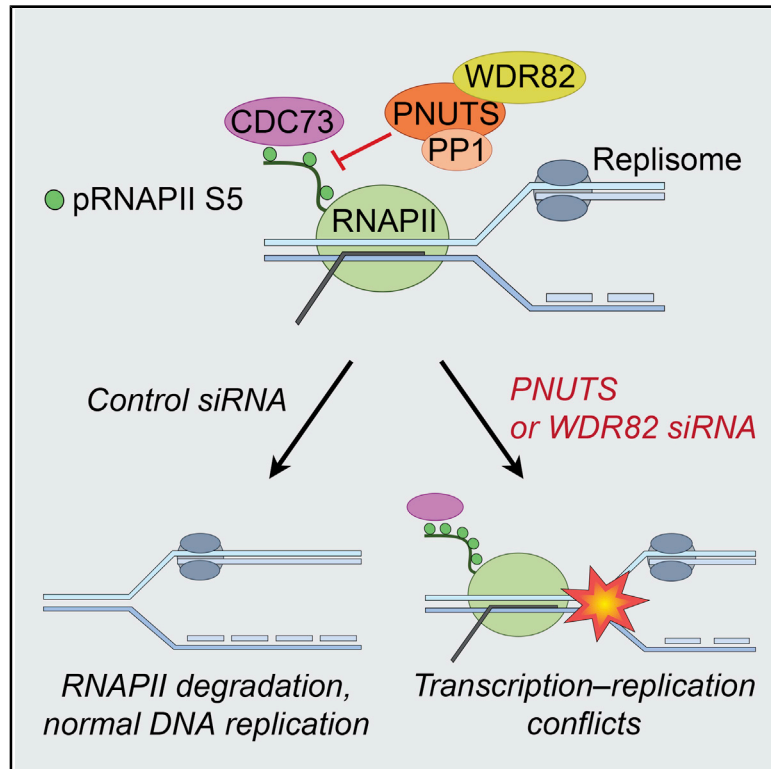 WDR82
CDC73
PNUTS
PP1
Replisome
pRNAPII S5
RNAPII
Control siRNA
PNUTS
or WDR82 siRNA
RNAPII degradation,
normal DNA replication
Transcription–replication
conflicts